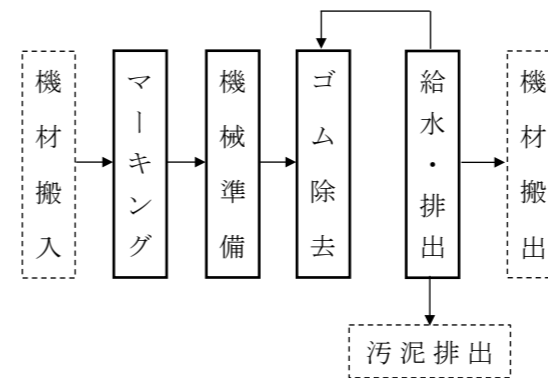 機材搬入
マーキング
機械準備
ゴム除去
給水・排出
機材搬出
汚泥排出